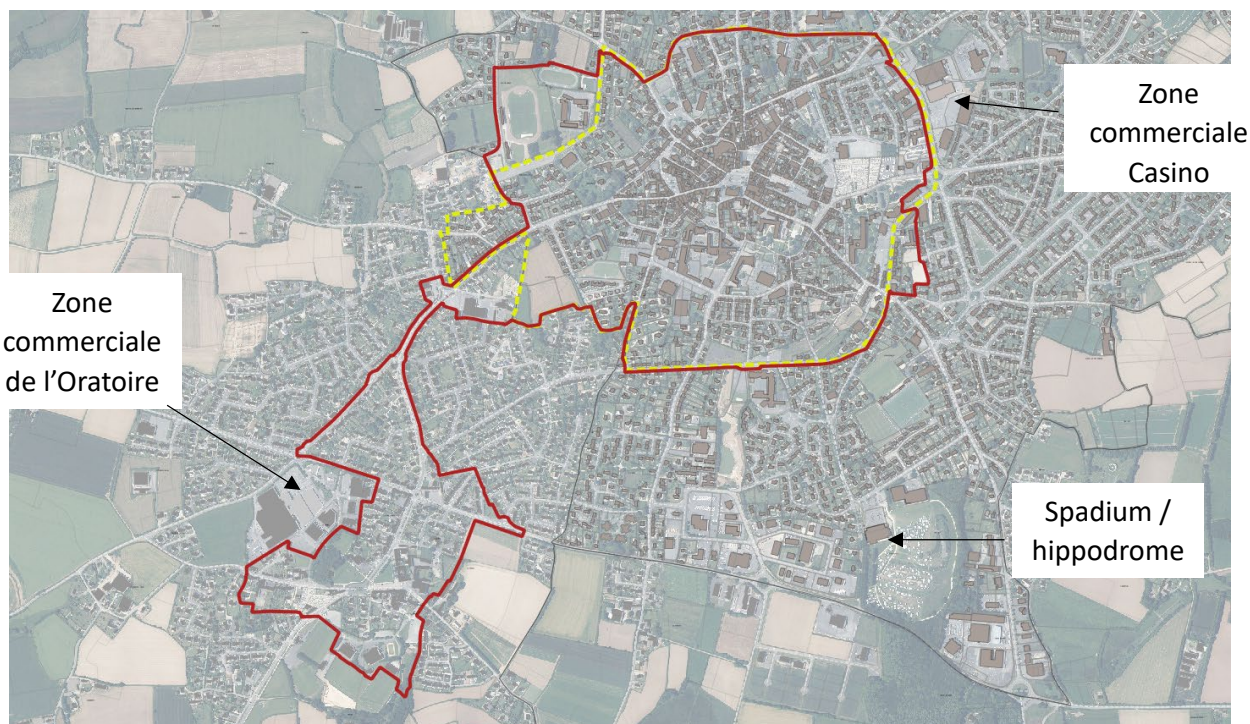 Zone
commerciale
Casino
Zone
commerciale
de l’Oratoire
Spadium /
hippodrome